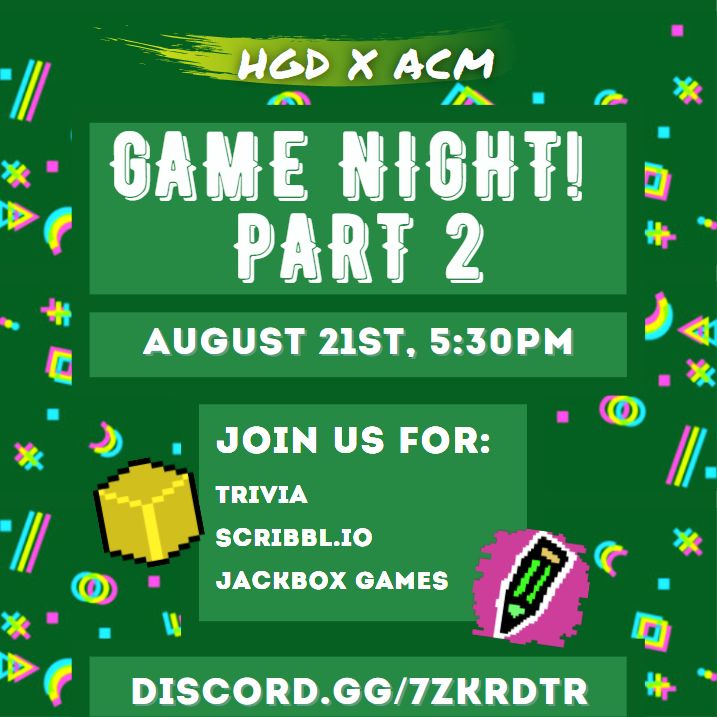 HGD X ACM
GAME NIGHT!
PART 2
AUGUST 21ST, 5:30PM
JOIN US FOR:
TRIVIA
SCRIBBL.IO
JACKBOX GAMES
DISCORD.GG/7ZKRDTR